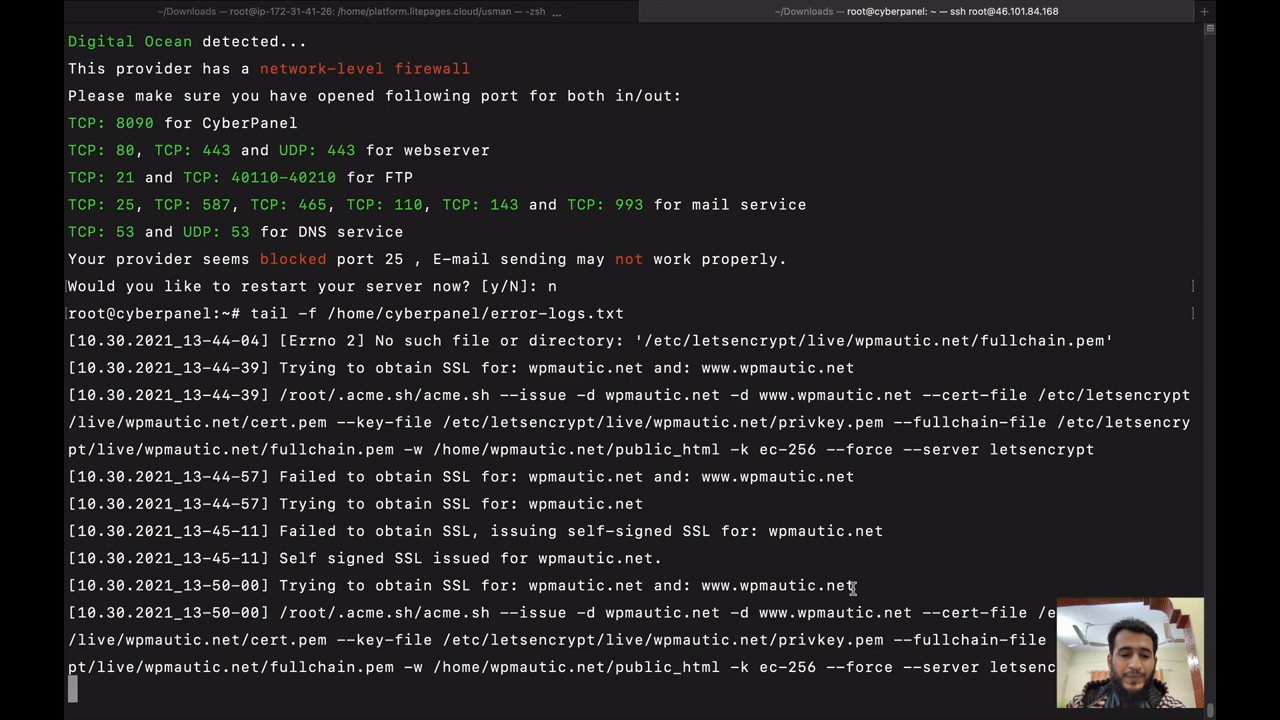 ~/Downloads — root@ip-172-31-41-26: /home/platform.litepages.cloud/usman — -zsh ...
~/Downloads — root@cyberpanel: ~ — ssh root@46.101.84.168
Digital Ocean detected...
This provider has a network-level firewall
Please make sure you have opened following port for both in/out:
TCP: 8090 for CyberPanel
TCP: 80, TCP: 443 and UDP: 443 for webserver
TCP: 21 and TCP: 40110-40210 for FTP
TCP: 25, TCP: 587, TCP: 465, TCP: 110, TCP: 143 and TCP: 993 for mail service
TCP: 53 and UDP: 53 for DNS service
Your provider seems blocked port 25 , E-mail sending may not work properly.
Would you like to restart your server now? [y/N]: n
root@cyberpanel:~# tail -f /home/cyberpanel/error-logs.txt
[10.30.2021_13-44-04] [Errno 2] No such file or directory: '/etc/letsencrypt/live/wpmautic.net/fullchain.pem'
[10.30.2021_13-44-39] Trying to obtain SSL for: wpmautic.net and: www.wpmautic.net
[10.30.2021_13-44-39] /root/.acme.sh/acme.sh --issue -d wpmautic.net -d www.wpmautic.net --cert-file /etc/letsencrypt
/live/wpmautic.net/cert.pem --key-file /etc/letsencrypt/live/wpmautic.net/privkey.pem --fullchain-file /etc/letsencry
pt/live/wpmautic.net/fullchain.pem -w /home/wpmautic.net/public_html -k ec-256 --force --server letsencrypt
[10.30.2021_13-44-57] Failed to obtain SSL for: wpmautic.net and: www.wpmautic.net
[10.30.2021_13-44-57] Trying to obtain SSL for: wpmautic.net
[10.30.2021_13-45-11] Failed to obtain SSL, issuing self-signed SSL for: wpmautic.net
[10.30.2021_13-45-11] Self signed SSL issued for wpmautic.net.
[10.30.2021_13-50-00] Trying to obtain SSL for: wpmautic.net and: www.wpmautic.net
[10.30.2021_13-50-00] /root/.acme.sh/acme.sh --issue -d wpmautic.net -d www.wpmautic.net --cert-file /e
/live/wpmautic.net/cert.pem --key-file /etc/letsencrypt/live/wpmautic.net/privkey.pem --fullchain-file
pt/live/wpmautic.net/fullchain.pem -w /home/wpmautic.net/public_html -k ec-256 --force --server letsenc